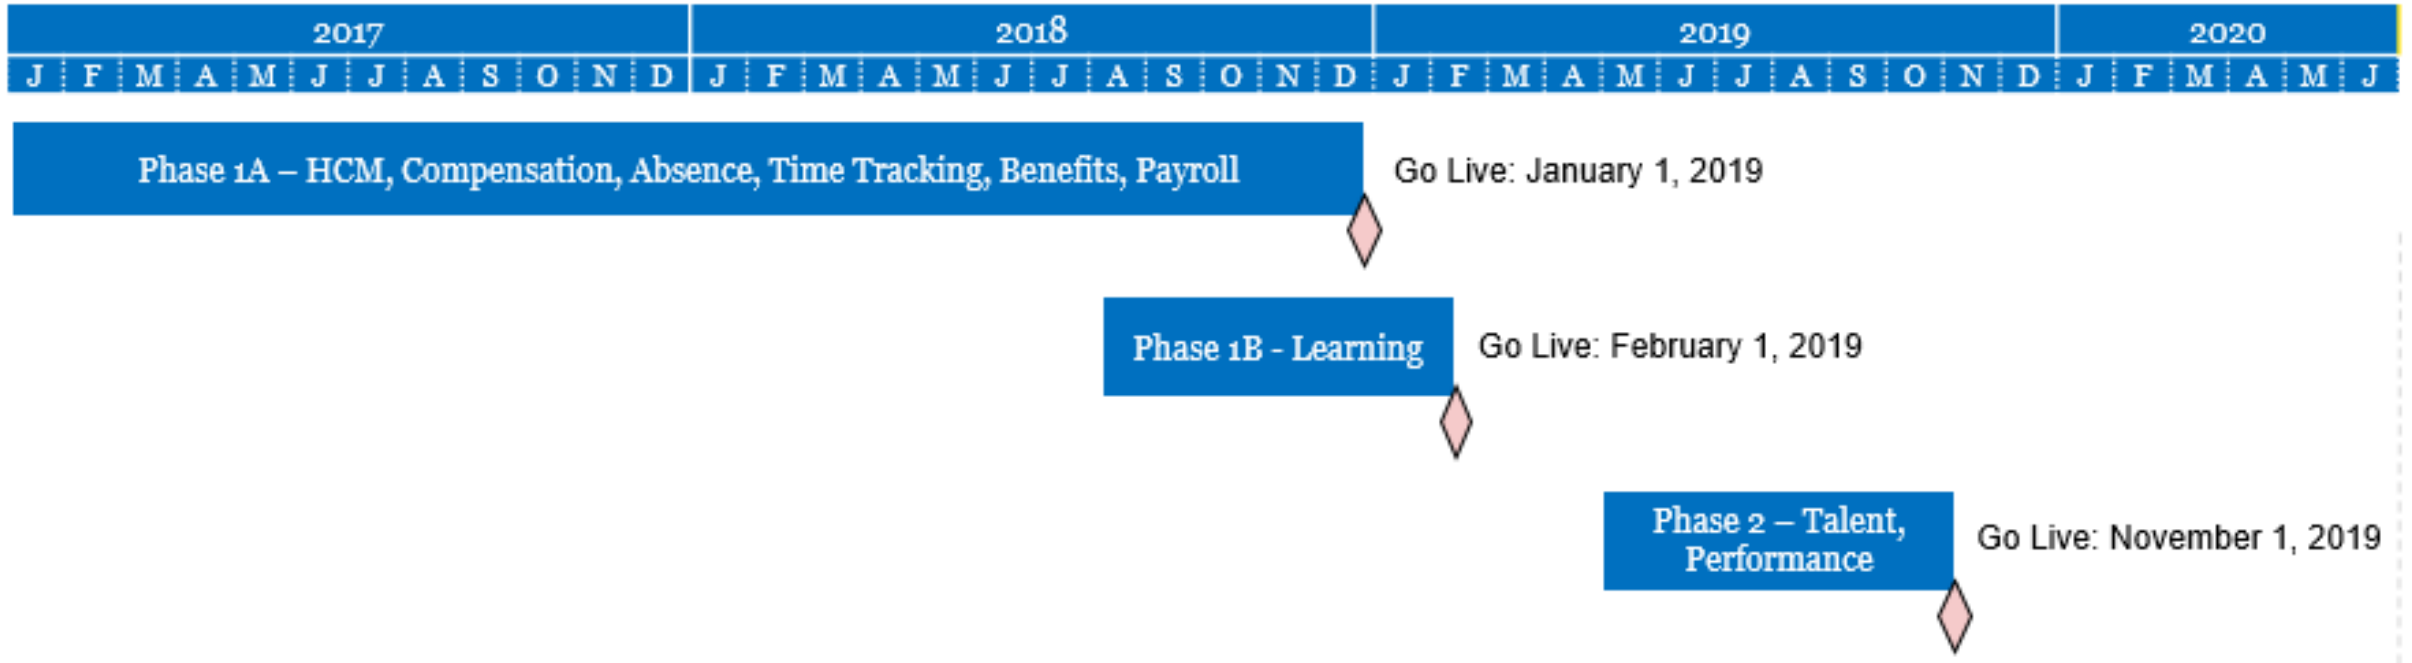 2017 2018 2019 2020
J F M A M J J A S O N D J F M A M J J A S O N D J F M A M J J A S O N D J F M A M J
Phase 1A – HCM, Compensation, Absence, Time Tracking, Benefits, Payroll Go Live: January 1, 2019
Phase 1B - Learning Go Live: February 1, 2019
Phase 2 – Talent,
Performance
Go Live: November 1, 2019